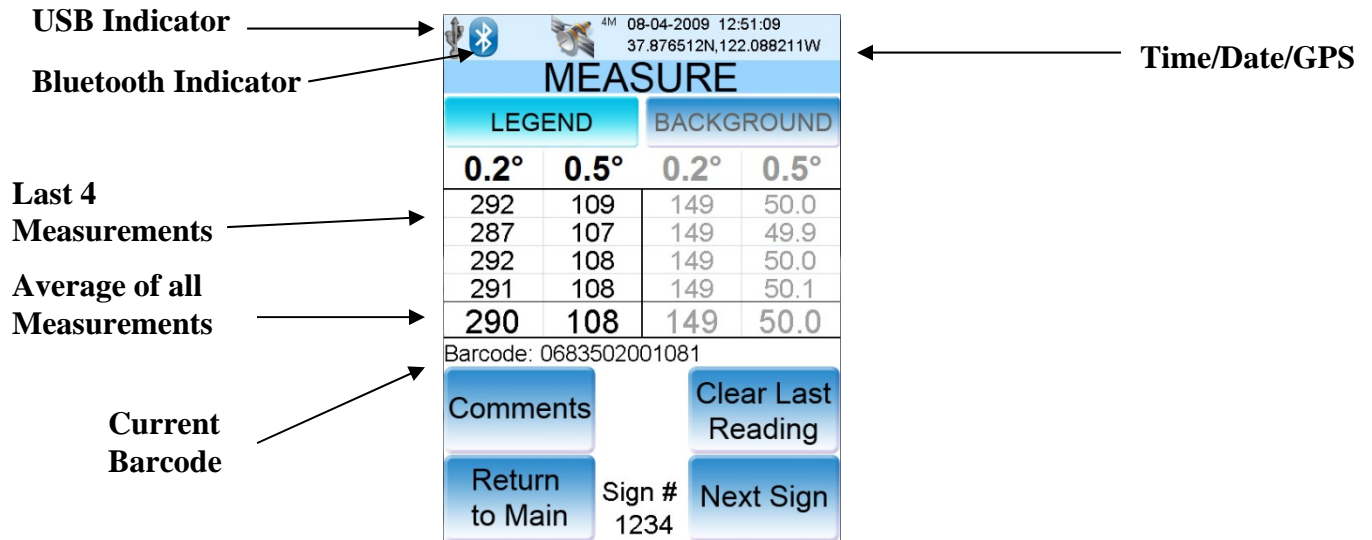 USB Indicator
Bluetooth Indicator
Last 4
Measurements
Average of all
Measurements
Current
Barcode
4M 08-04-2009 12:51:09
37.876512N,122.088211W
MEASURE
LEGEND BACKGROUND
0.2° 0.5° 0.2° 0.5°
292 109 149 50.0
287 107 149 49.9
292 108 149 50.0
291 108 149 50.1
290 108 149 50.0
Barcode: 0683502001081
Comments
Clear Last
Reading
Return
to Main
Sign #
1234
Next Sign
Time/Date/GPS